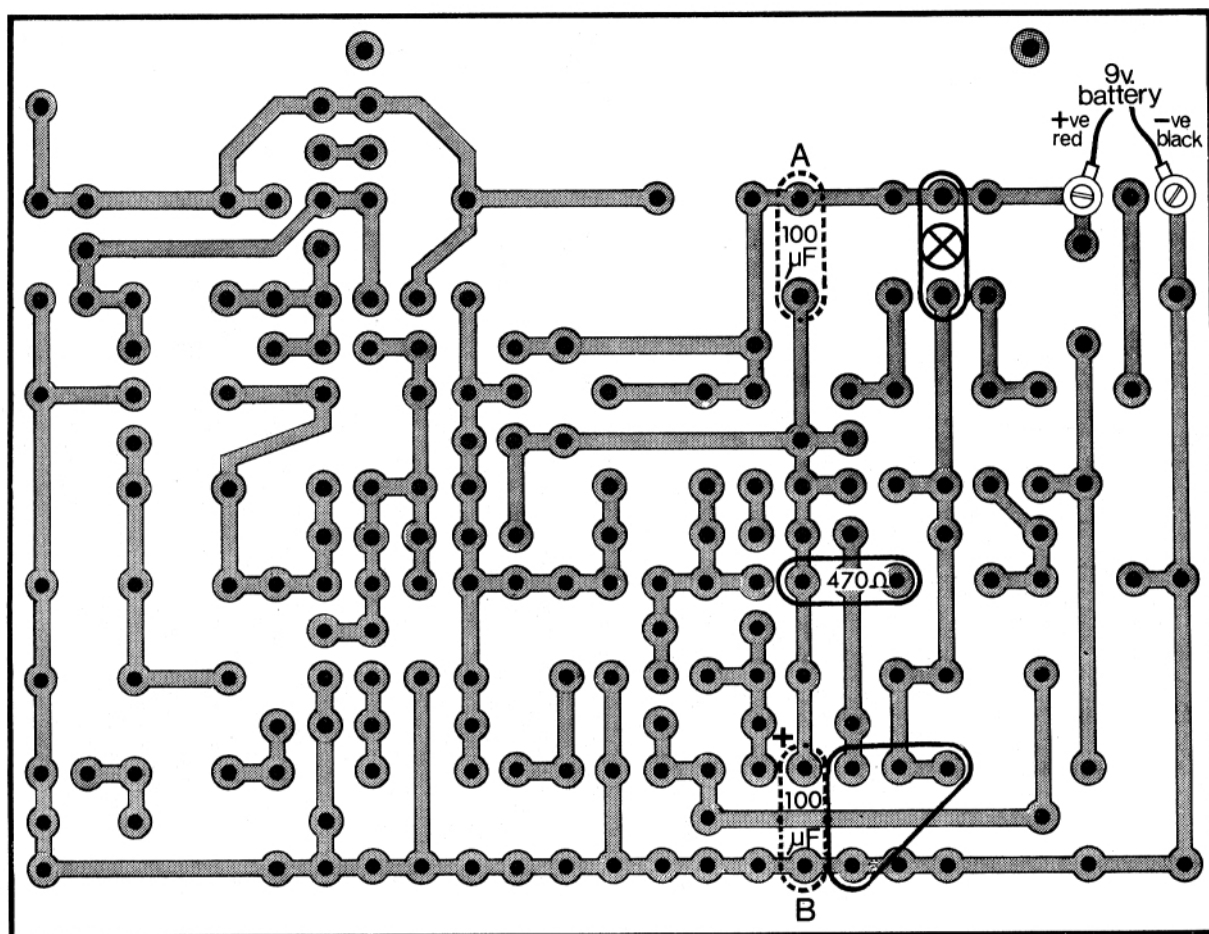 9v.
battery
+ve
red
-ve
black
A
100
µF
470Ω
+
100
µF
B